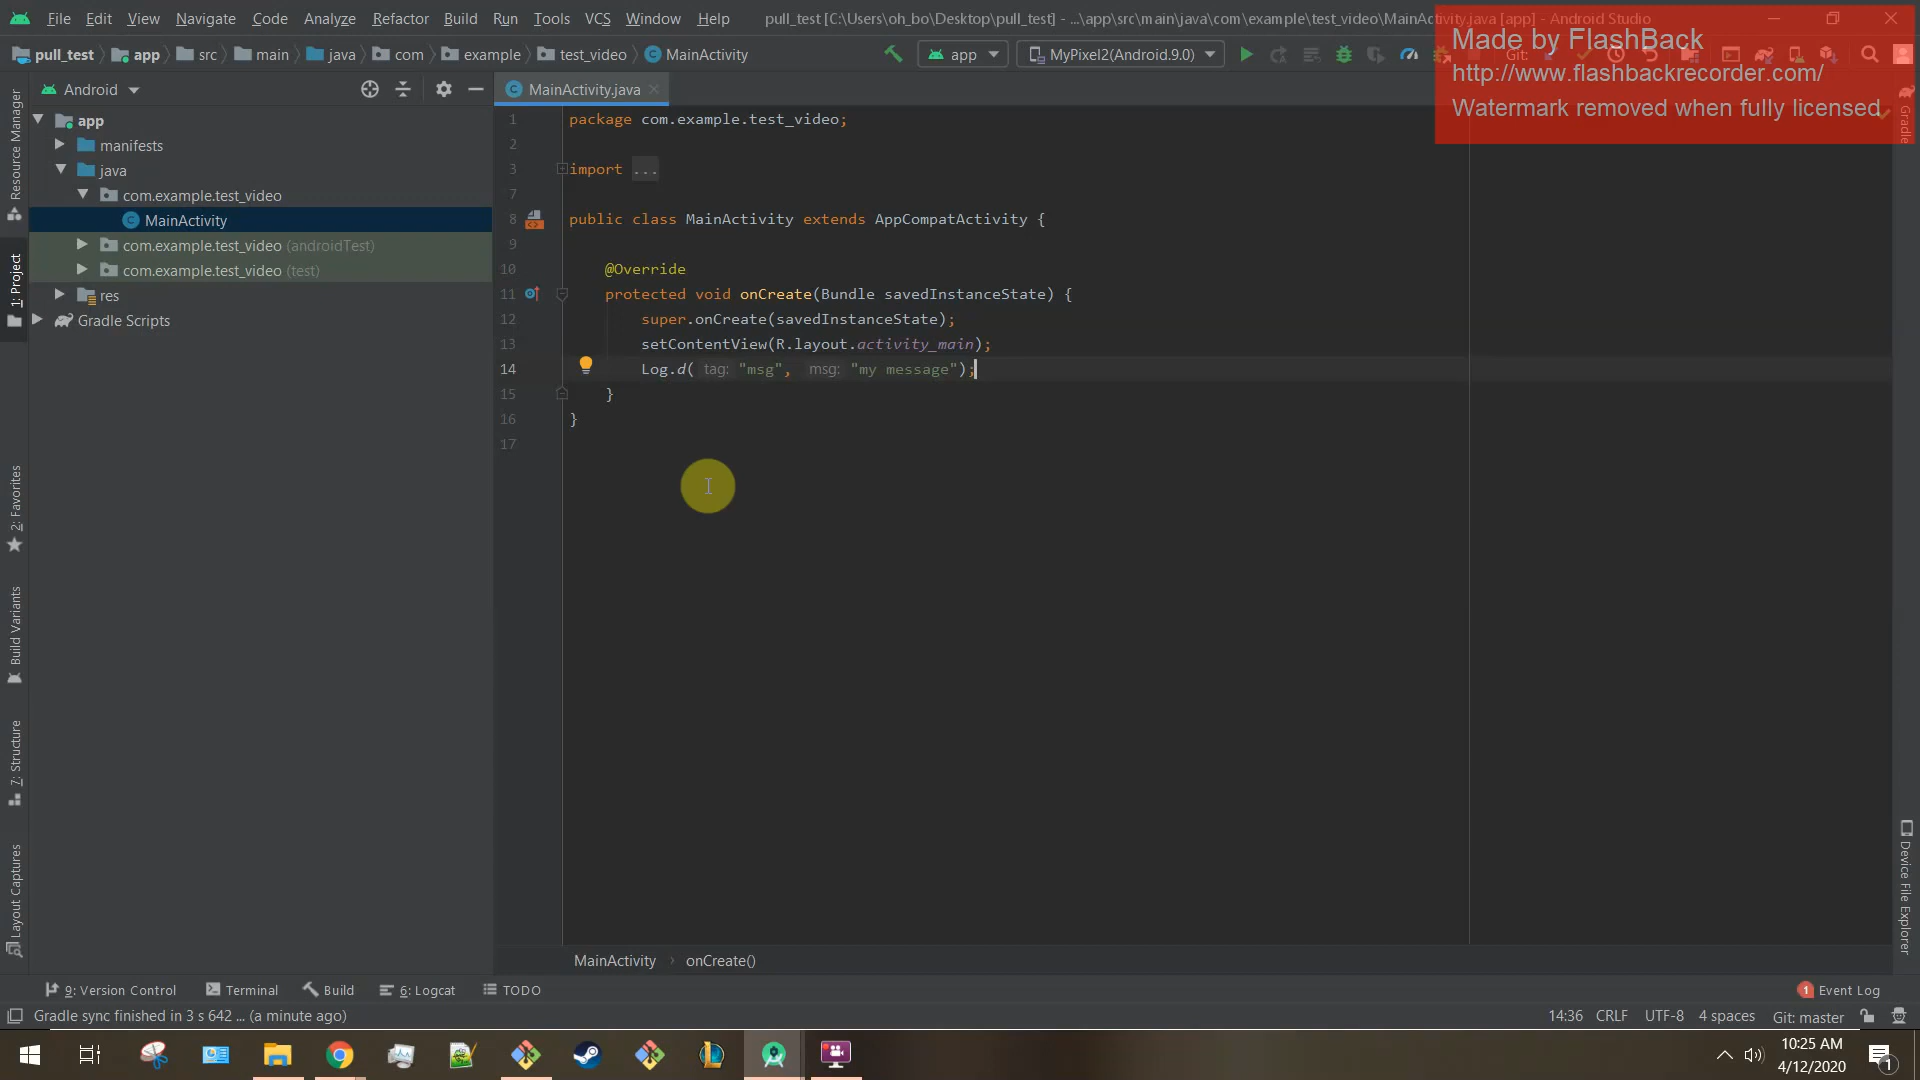 File Edit View Navigate Code Analyze Refactor Build Run Tools VCS Window Help pull_test [C:\Users\oh_bo\Desktop\pull_test] - ...\app\src\main\java\com\example\test_video\MainActivity.java [app] - Android Studio
Made by FlashBack
http://www.flashbackrecorder.com/
Watermark removed when fully licensed
pull_test app src main java com example test_video MainActivity app MyPixel2(Android.9.0) Git:
Android
MainActivity.java
app
manifests
java
com.example.test_video
MainActivity
com.example.test_video (androidTest)
com.example.test_video (test)
res
Gradle Scripts
Resource Manager
1: Project
2: Favorites
Build Variants
7: Structure
Layout Captures
1 package com.example.test_video;
2
3 import ...
7
8 public class MainActivity extends AppCompatActivity {
9
10 @Override
11 protected void onCreate(Bundle savedInstanceState) {
12 super.onCreate(savedInstanceState);
13 setContentView(R.layout.activity_main);
14 Log.d( tag: "msg", msg: "my message");
15 }
16 }
17
Gradle
Device File Explorer
MainActivity › onCreate()
9: Version Control Terminal Build 6: Logcat TODO 1 Event Log
Gradle sync finished in 3 s 642 ... (a minute ago) 14:36 CRLF UTF-8 4 spaces Git: master
10:25 AM
4/12/2020
1